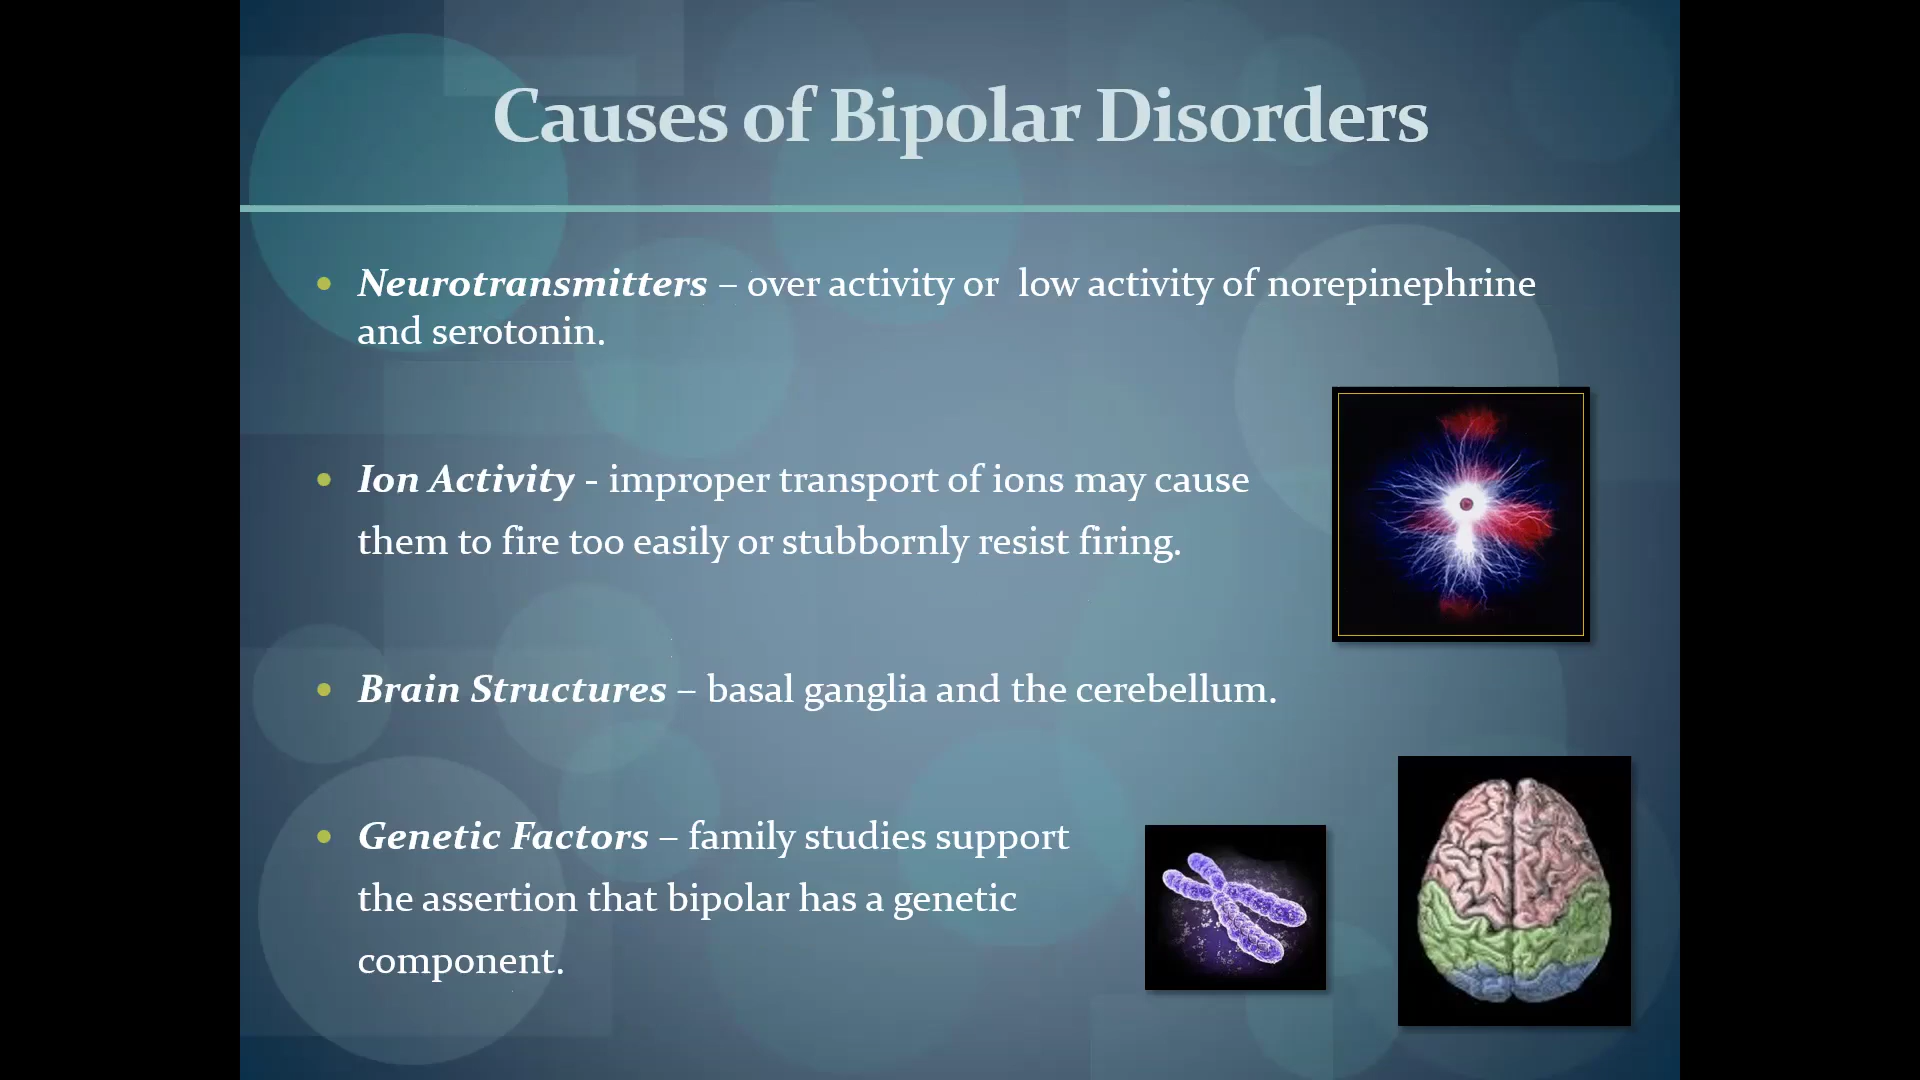 Causes of Bipolar Disorders
• Neurotransmitters – over activity or  low activity of norepinephrine
and serotonin.
• Ion Activity - improper transport of ions may cause
them to fire too easily or stubbornly resist firing.
• Brain Structures – basal ganglia and the cerebellum.
• Genetic Factors – family studies support
the assertion that bipolar has a genetic
component.